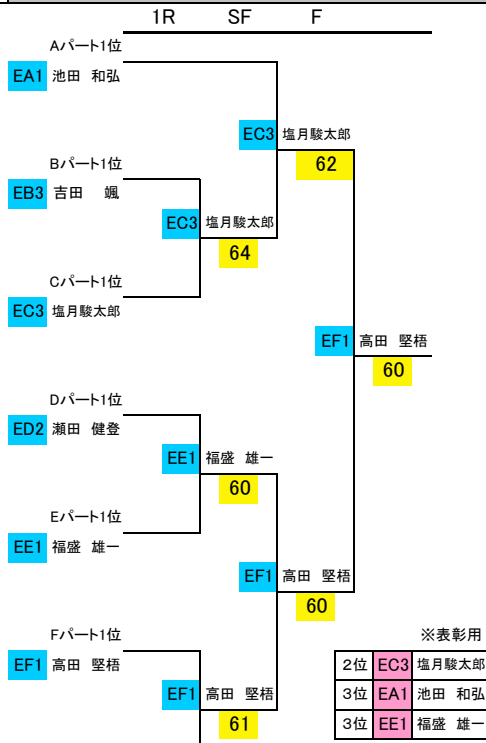 1R SF F
Aパート1位
EA1 池田 和弘
EC3 塩月駿太郎
62
Bパート1位
EB3 吉田 颯
EC3 塩月駿太郎
64
Cパート1位
EC3 塩月駿太郎
EF1 高田 堅梧
60
Dパート1位
ED2 瀬田 健登
EE1 福盛 雄一
60
Eパート1位
EE1 福盛 雄一
EF1 高田 堅梧
60
Fパート1位
EF1 高田 堅梧
EF1 高田 堅梧
61
※表彰用
2位 EC3 塩月駿太郎
3位 EA1 池田 和弘
3位 EE1 福盛 雄一